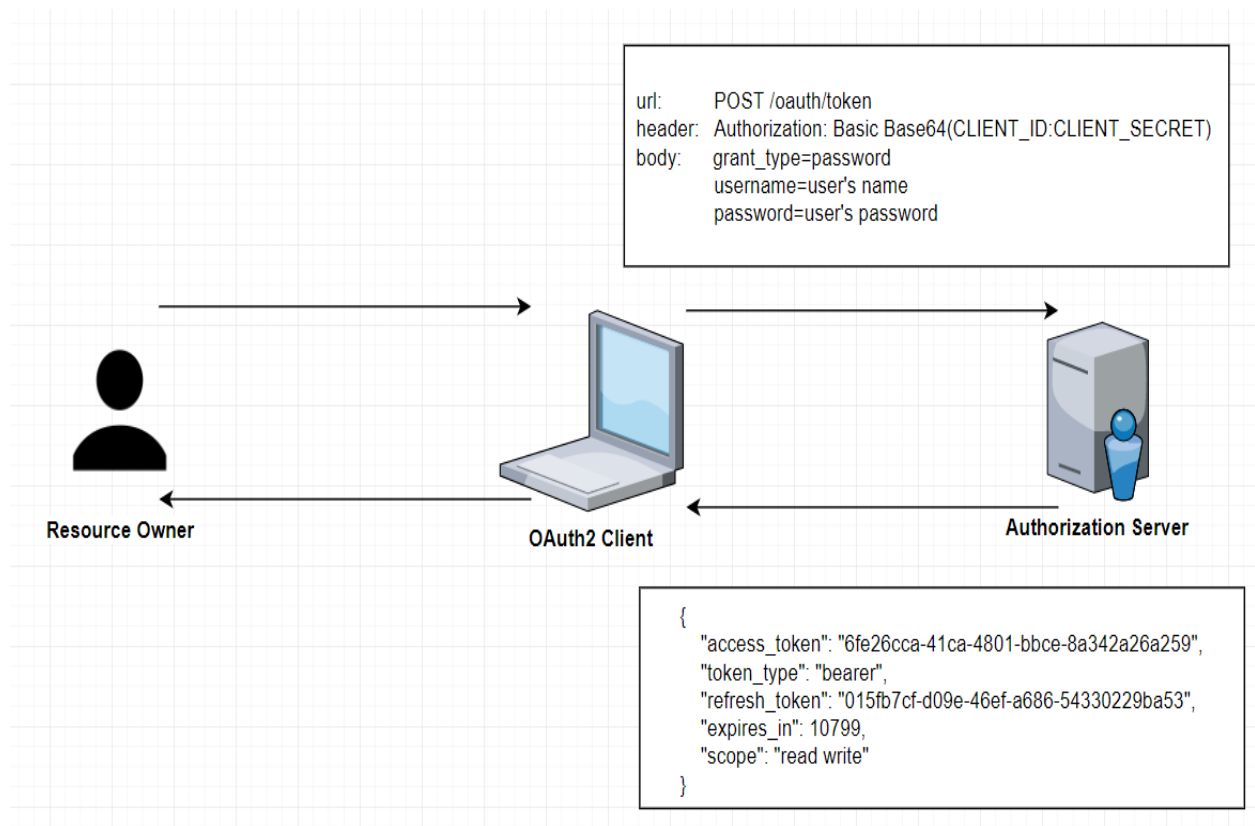 url: POST /oauth/token
header: Authorization: Basic Base64(CLIENT_ID:CLIENT_SECRET)
body: grant_type=password
username=user's name
password=user's password
Resource Owner
OAuth2 Client
Authorization Server
{
"access_token": "6fe26cca-41ca-4801-bbce-8a342a26a259",
"token_type": "bearer",
"refresh_token": "015fb7cf-d09e-46ef-a686-54330229ba53",
"expires_in": 10799,
"scope": "read write"
}